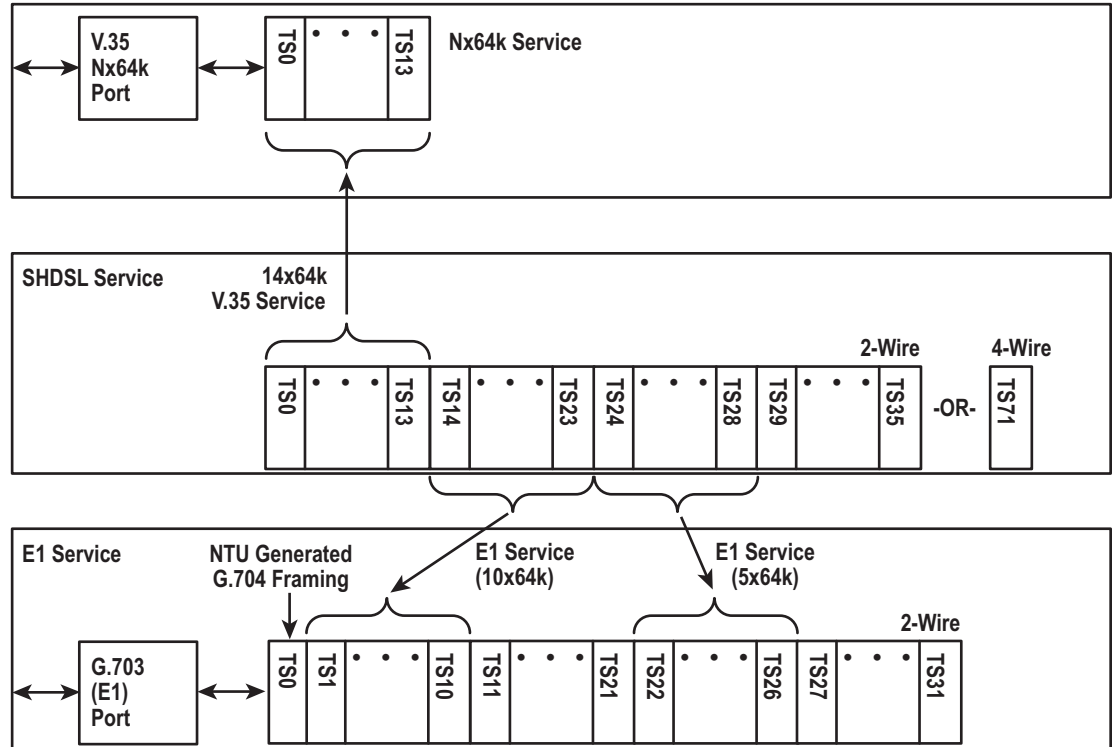 V.35
Nx64k
Port
TS0
• • •
TS13
Nx64k Service
SHDSL Service
14x64k
V.35 Service
2-Wire
4-Wire
TS0
• • •
TS13
TS14
• • •
TS23
TS24
• • •
TS28
TS29
• • •
TS35
-OR-
TS71
E1 Service
NTU Generated
G.704 Framing
E1 Service
(10x64k)
E1 Service
(5x64k)
2-Wire
G.703
(E1)
Port
TS0
TS1
• • •
TS10
TS11
• • •
TS21
TS22
• • •
TS26
TS27
• • •
TS31